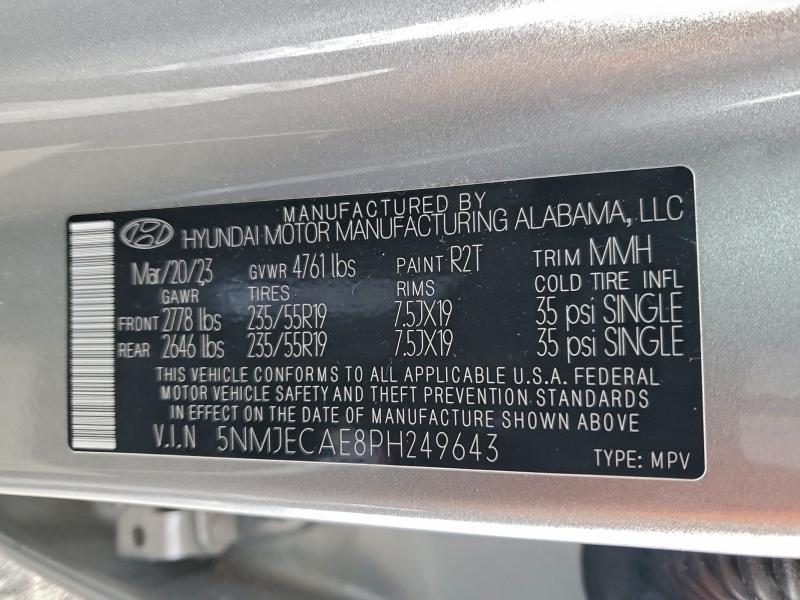 MANUFACTURED BY
HYUNDAI MOTOR MANUFACTURING ALABAMA, LLC
Mar/20/23 GVWR 4761 lbs PAINT R2T TRIM MMH
GAWR TIRES RIMS COLD TIRE INFL
FRONT 2778 lbs 235/55R19 7.5JX19 35 psi SINGLE
REAR 2646 lbs 235/55R19 7.5JX19 35 psi SINGLE
THIS VEHICLE CONFORMS TO ALL APPLICABLE U.S.A. FEDERAL
MOTOR VEHICLE SAFETY AND THEFT PREVENTION STANDARDS
IN EFFECT ON THE DATE OF MANUFACTURE SHOWN ABOVE
V.I.N 5NMJECAE8PH249643
TYPE: MPV